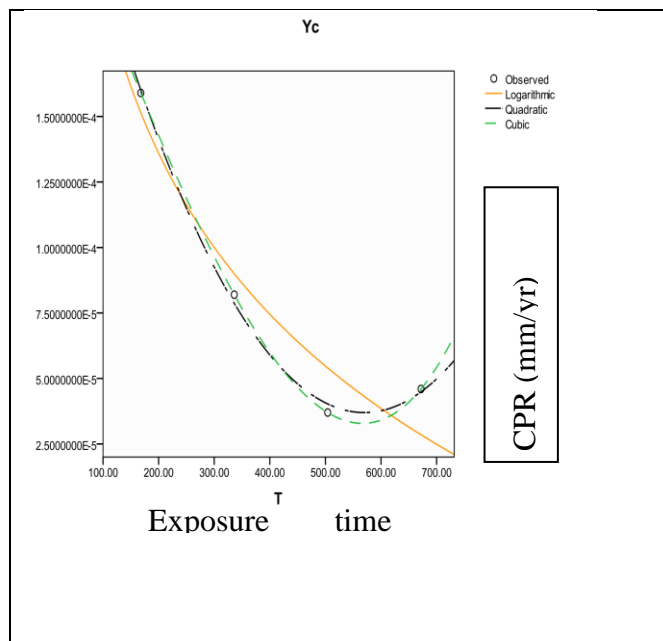 Yc
Observed
Logarithmic
Quadratic
Cubic
1.5000000E-4
1.2500000E-4
1.0000000E-4
7.5000000E-5
5.0000000E-5
2.5000000E-5
100.00 200.00 300.00 400.00 500.00 600.00 700.00
T
Exposure time
CPR (mm/yr)